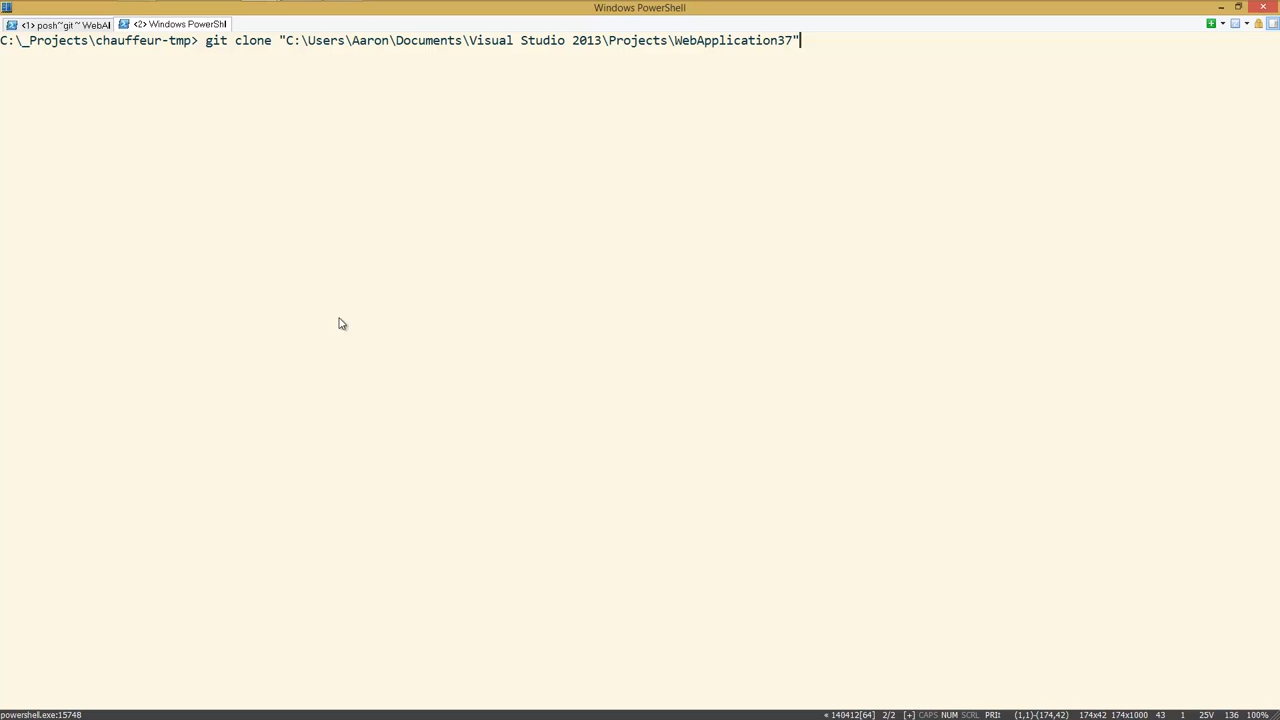 Windows PowerShell
<1> posh~git ~ WebAl
<2> Windows PowerShl
C:\_Projects\chauffeur-tmp> git clone "C:\Users\Aaron\Documents\Visual Studio 2013\Projects\WebApplication37"
powershell.exe:15748
« 140412[64] 2/2 [+] CAPS NUM SCRL PRI: (1,1)-(174,42) 174x42 174x1000 43 1 25V 136 100%